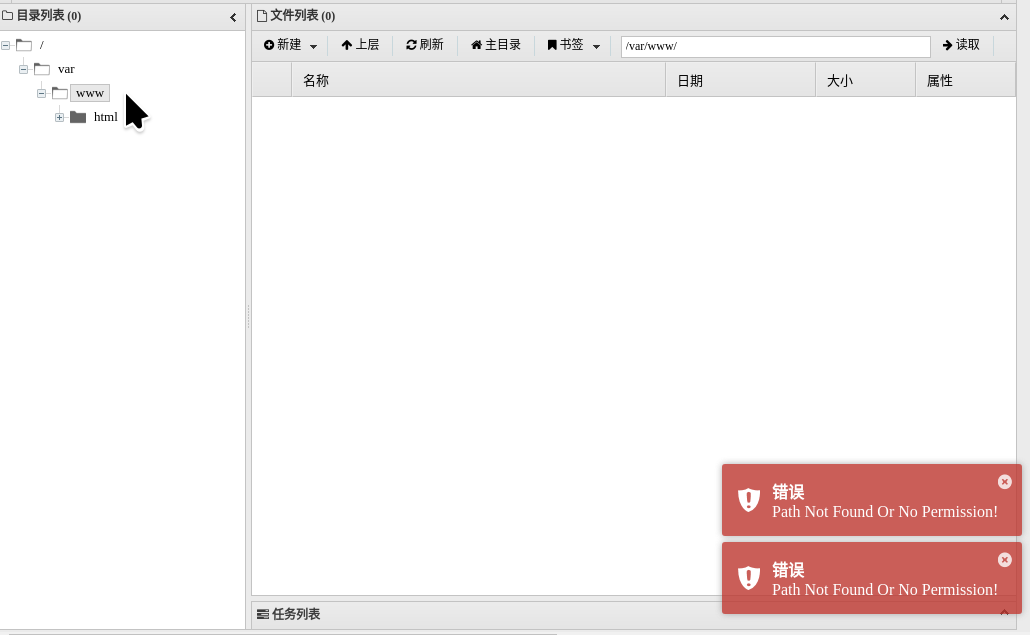 目录列表 (0)
/
var
www
html
文件列表 (0)
新建 上层 刷新 主目录 书签 /var/www/ 读取
名称 日期 大小 属性
错误
Path Not Found Or No Permission!
错误
Path Not Found Or No Permission!
任务列表